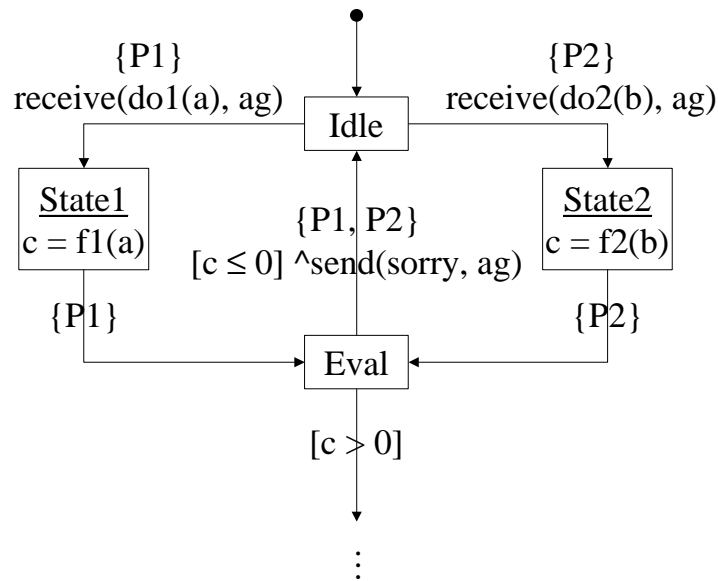 {P1}
receive(do1(a), ag)
{P2}
receive(do2(b), ag)
Idle
State1
c = f1(a)
{P1, P2}
[c ≤ 0] ^send(sorry, ag)
State2
c = f2(b)
{P1}
{P2}
Eval
[c > 0]
⋮